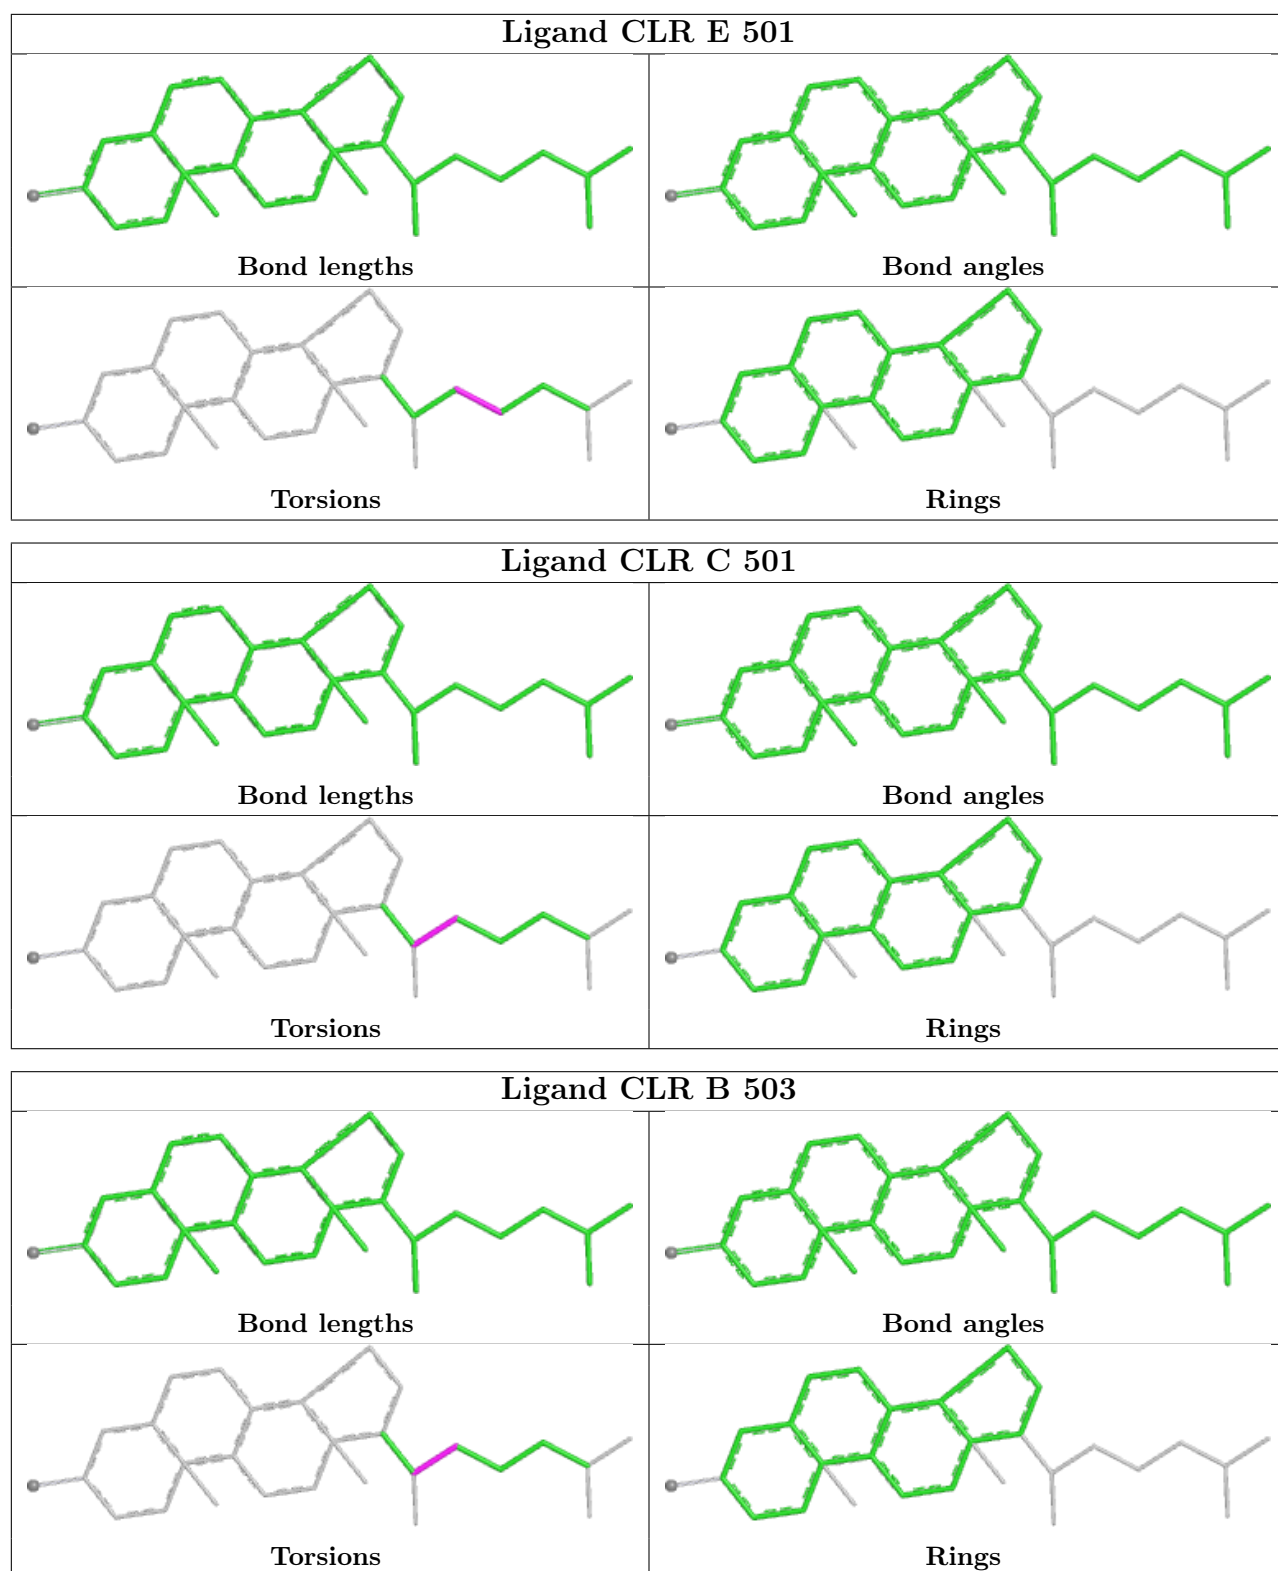 Ligand CLR E 501
Bond lengths
Bond angles
Torsions
Rings
Ligand CLR C 501
Bond lengths
Bond angles
Torsions
Rings
Ligand CLR B 503
Bond lengths
Bond angles
Torsions
Rings